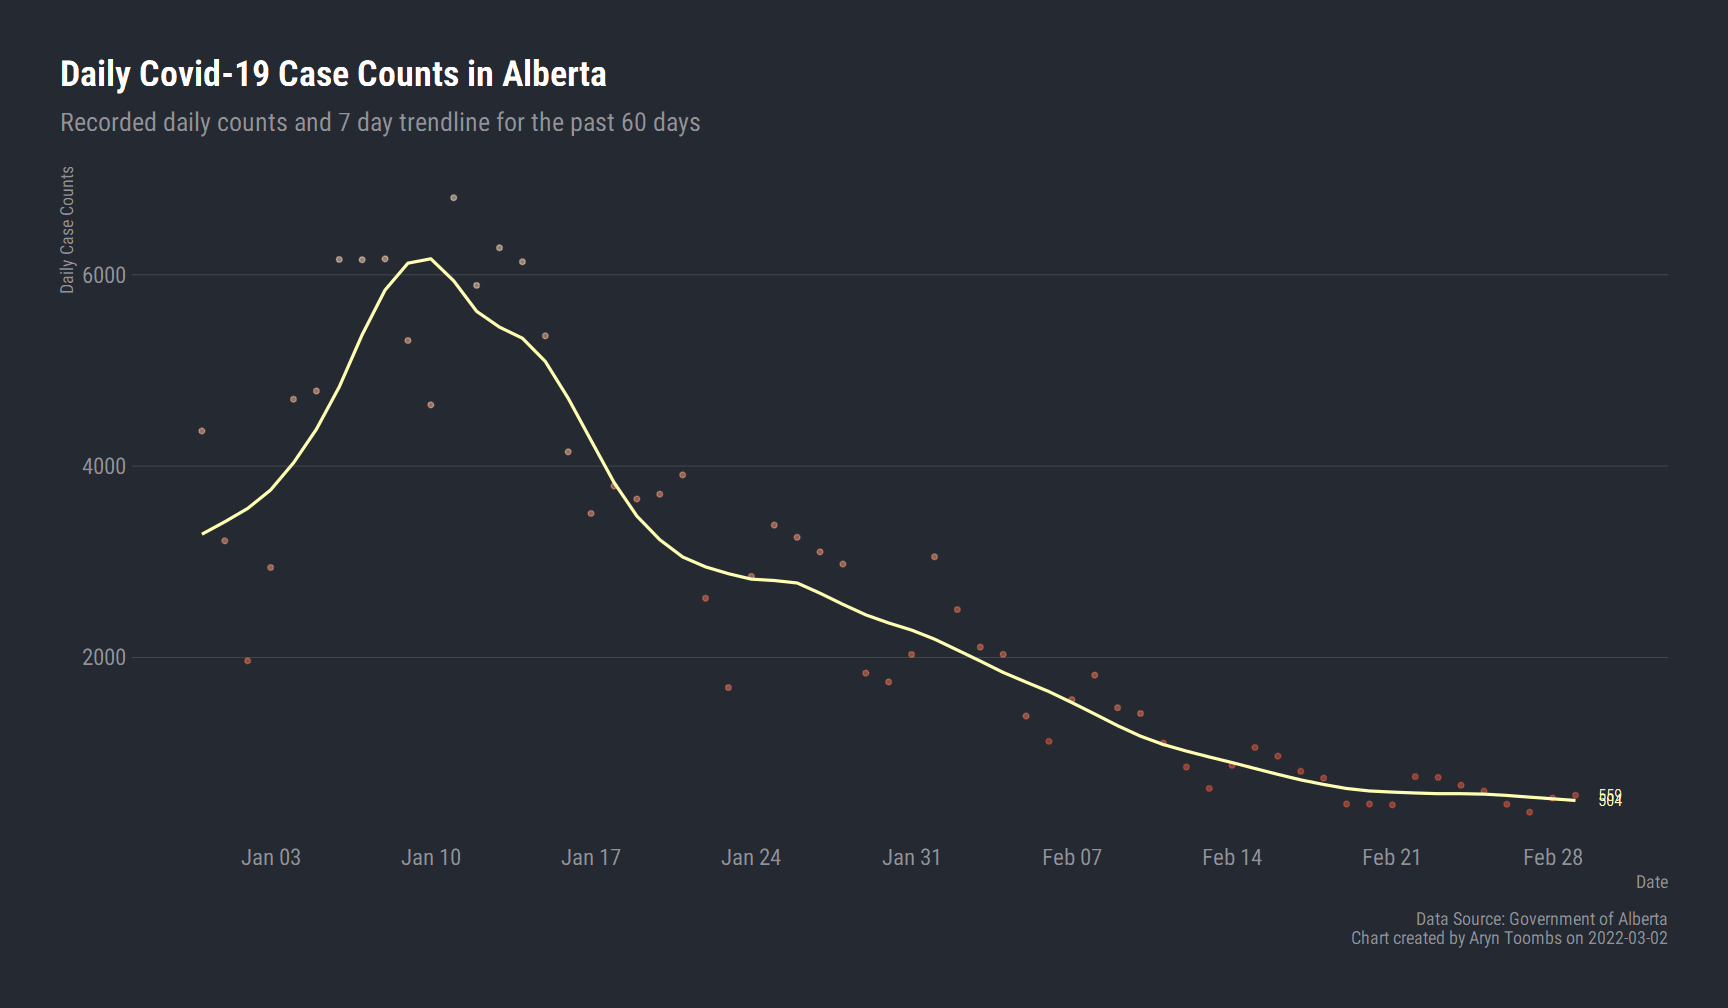 Daily Covid-19 Case Counts in Alberta
Recorded daily counts and 7 day trendline for the past 60 days
Daily Case Counts
6000
4000
2000
559
504
Jan 03 Jan 10 Jan 17 Jan 24 Jan 31 Feb 07 Feb 14 Feb 21 Feb 28
Date
Data Source: Government of Alberta
Chart created by Aryn Toombs on 2022-03-02